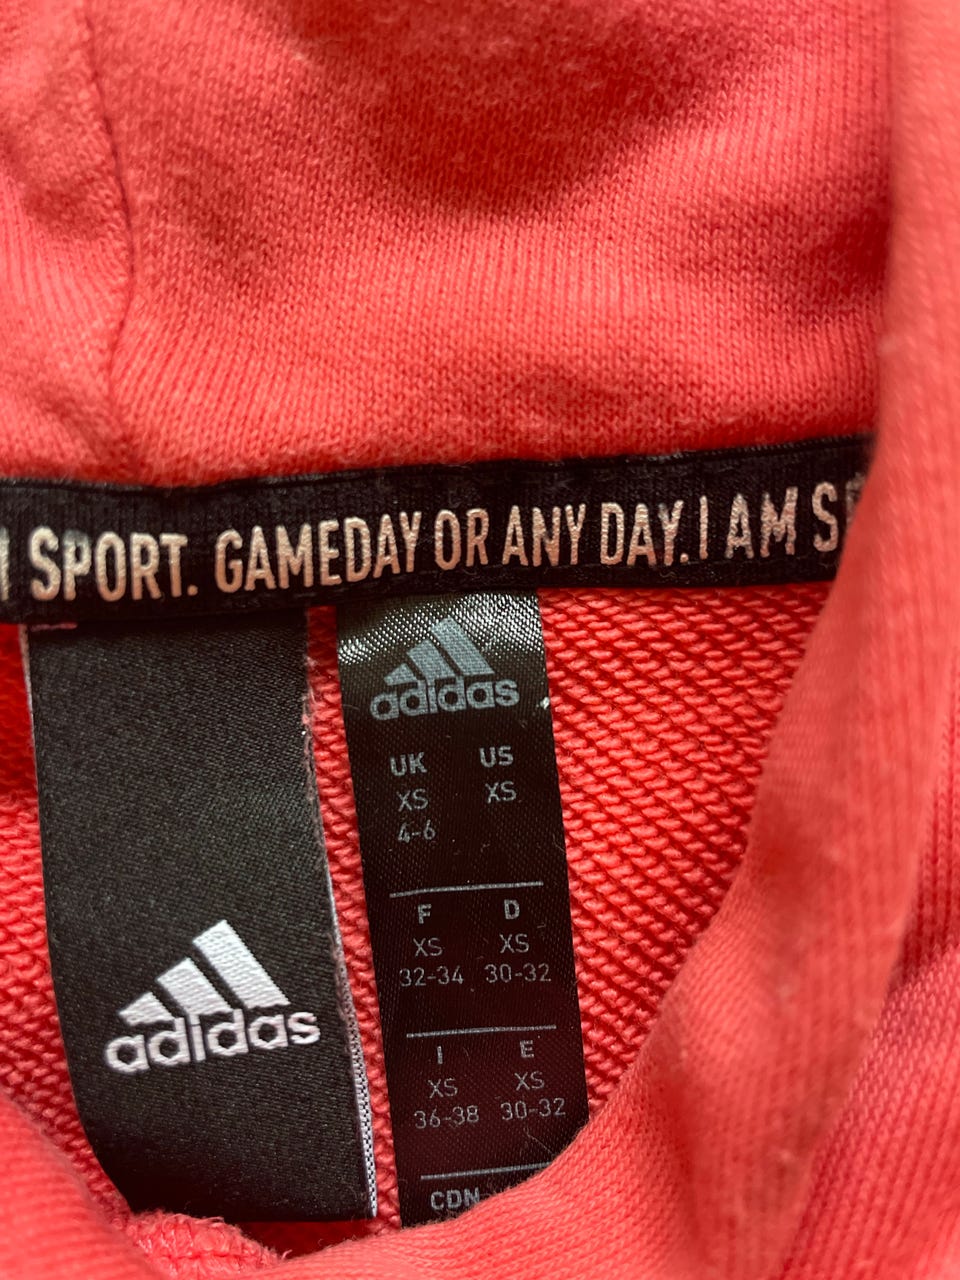 SPORT. GAMEDAY OR ANY DAY. I AM
adidas
adidas
UK US
XS XS
4-6
F D
XS XS
32-34 30-32
I E
XS XS
36-38 30-32
CDN